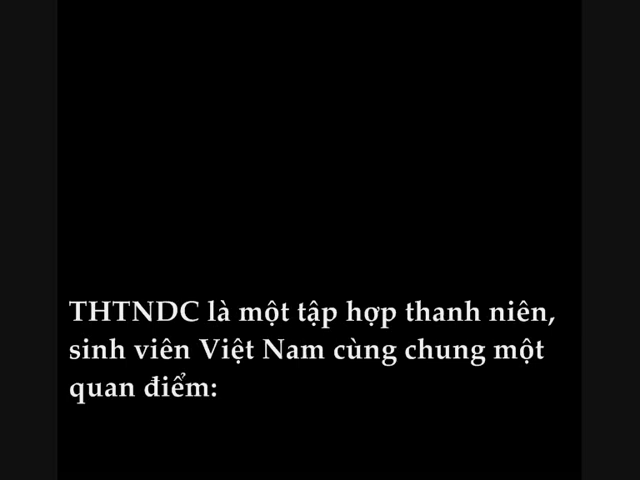 THTNDC là một tập hợp thanh niên,
sinh viên Việt Nam cùng chung một
quan điểm: